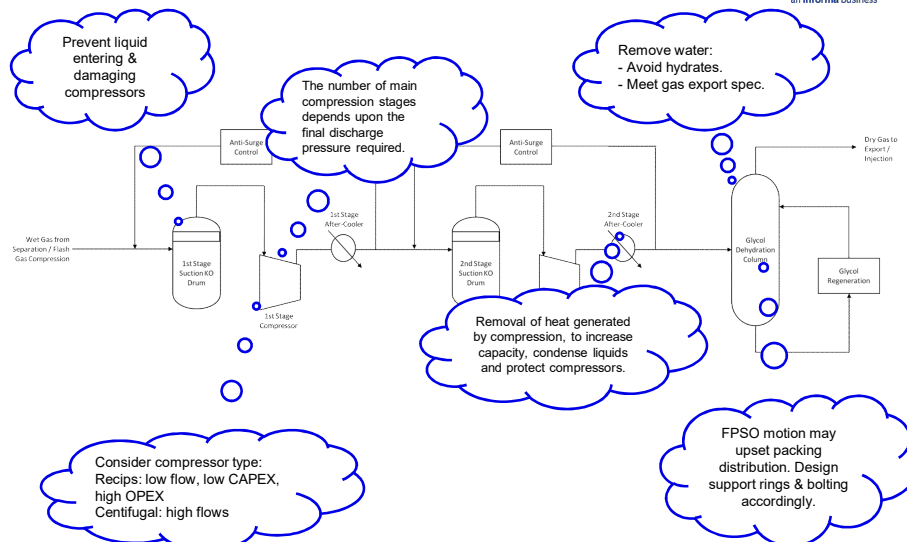 an informa business
Prevent liquid
entering &
damaging
compressors
The number of main
compression stages
depends upon the
final discharge
pressure required.
Remove water:
- Avoid hydrates.
- Meet gas export spec.
Anti-Surge
Control
Anti-Surge
Control
Dry Gas to
Export /
Injection
Wet Gas from
Separation / Flash
Gas Compression
1st Stage
Suction KO
Drum
1st Stage
After-Cooler
1st Stage
Compressor
2nd Stage
Suction KO
Drum
2nd Stage
After-Cooler
Glycol
Dehydration
Column
Glycol
Regeneration
Removal of heat generated
by compression, to increase
capacity, condense liquids
and protect compressors.
Consider compressor type:
Recips: low flow, low CAPEX,
high OPEX
Centifugal: high flows
FPSO motion may
upset packing
distribution. Design
support rings & bolting
accordingly.